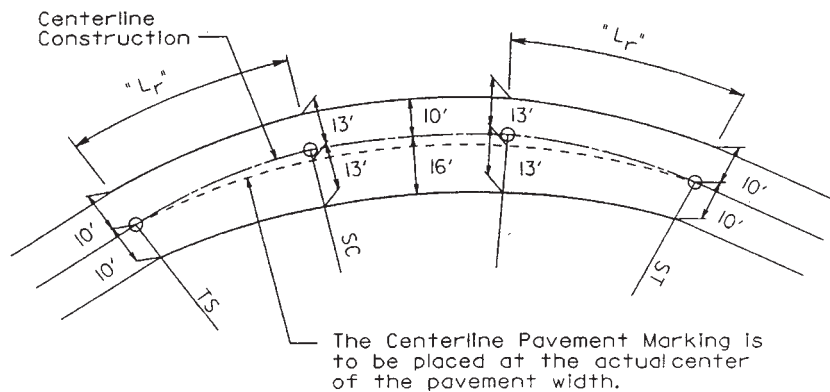 Centerline
Construction
"Lr"
"Lr"
13'
10'
13'
13'
16'
13'
10'
10'
10'
10'
TS
SC
ST
The Centerline Pavement Marking is
to be placed at the actual center
of the pavement width.